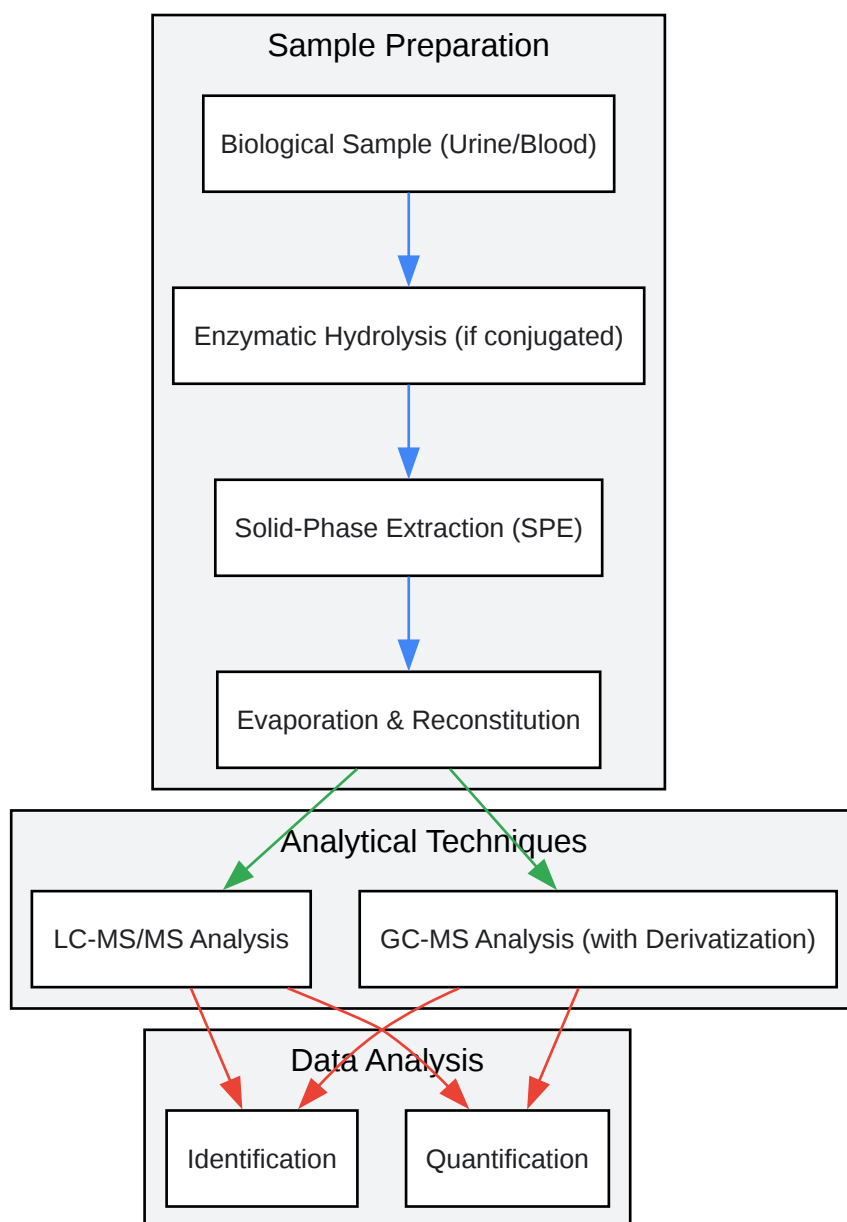 Sample Preparation
Biological Sample (Urine/Blood)
Enzymatic Hydrolysis (if conjugated)
Solid-Phase Extraction (SPE)
Evaporation & Reconstitution
Analytical Techniques
LC-MS/MS Analysis
GC-MS Analysis (with Derivatization)
Data Analysis
Identification
Quantification